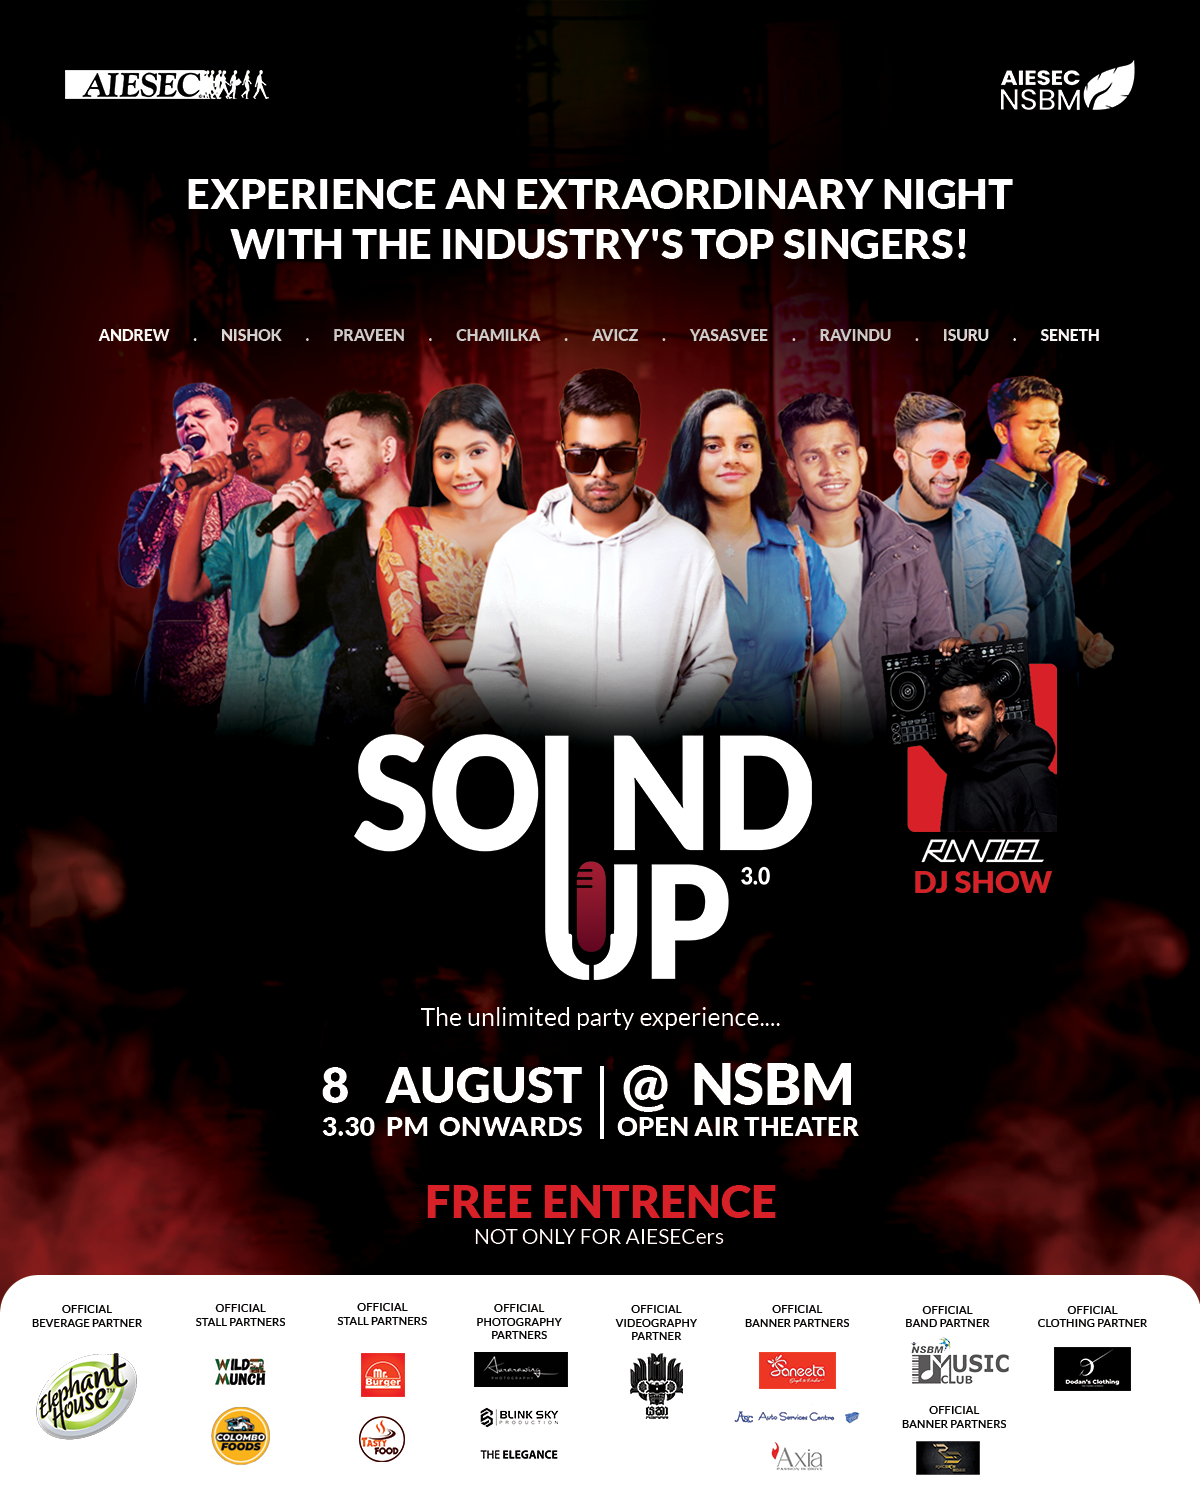 AIESEC
AIESEC
NSBM
EXPERIENCE AN EXTRAORDINARY NIGHT
WITH THE INDUSTRY'S TOP SINGERS!
ANDREW . NISHOK . PRAVEEN . CHAMILKA . AVICZ . YASASVEE . RAVINDU . ISURU . SENETH
SOUND
UP
3.0
DJ SHOW
The unlimited party experience....
8 AUGUST
3.30 PM ONWARDS
@ NSBM
OPEN AIR THEATER
FREE ENTRENCE
NOT ONLY FOR AIESECers
OFFICIAL
BEVERAGE PARTNER
Elephant
House™
OFFICIAL
STALL PARTNERS
WILD
MUNCH
COLOMBO
FOODS
OFFICIAL
STALL PARTNERS
Mr.
Burger
TASTY
FOOD
OFFICIAL
PHOTOGRAPHY
PARTNERS
PHOTOGRAPHY
BLINK SKY
PRODUCTION
THE ELEGANCE
OFFICIAL
VIDEOGRAPHY
PARTNER
OFFICIAL
BANNER PARTNERS
Saneeta
Auto Services Centre
Axia
OFFICIAL
BAND PARTNER
NSBM
MUSIC
CLUB
OFFICIAL
BANNER PARTNERS
OFFICIAL
CLOTHING PARTNER
Dodan's Clothing